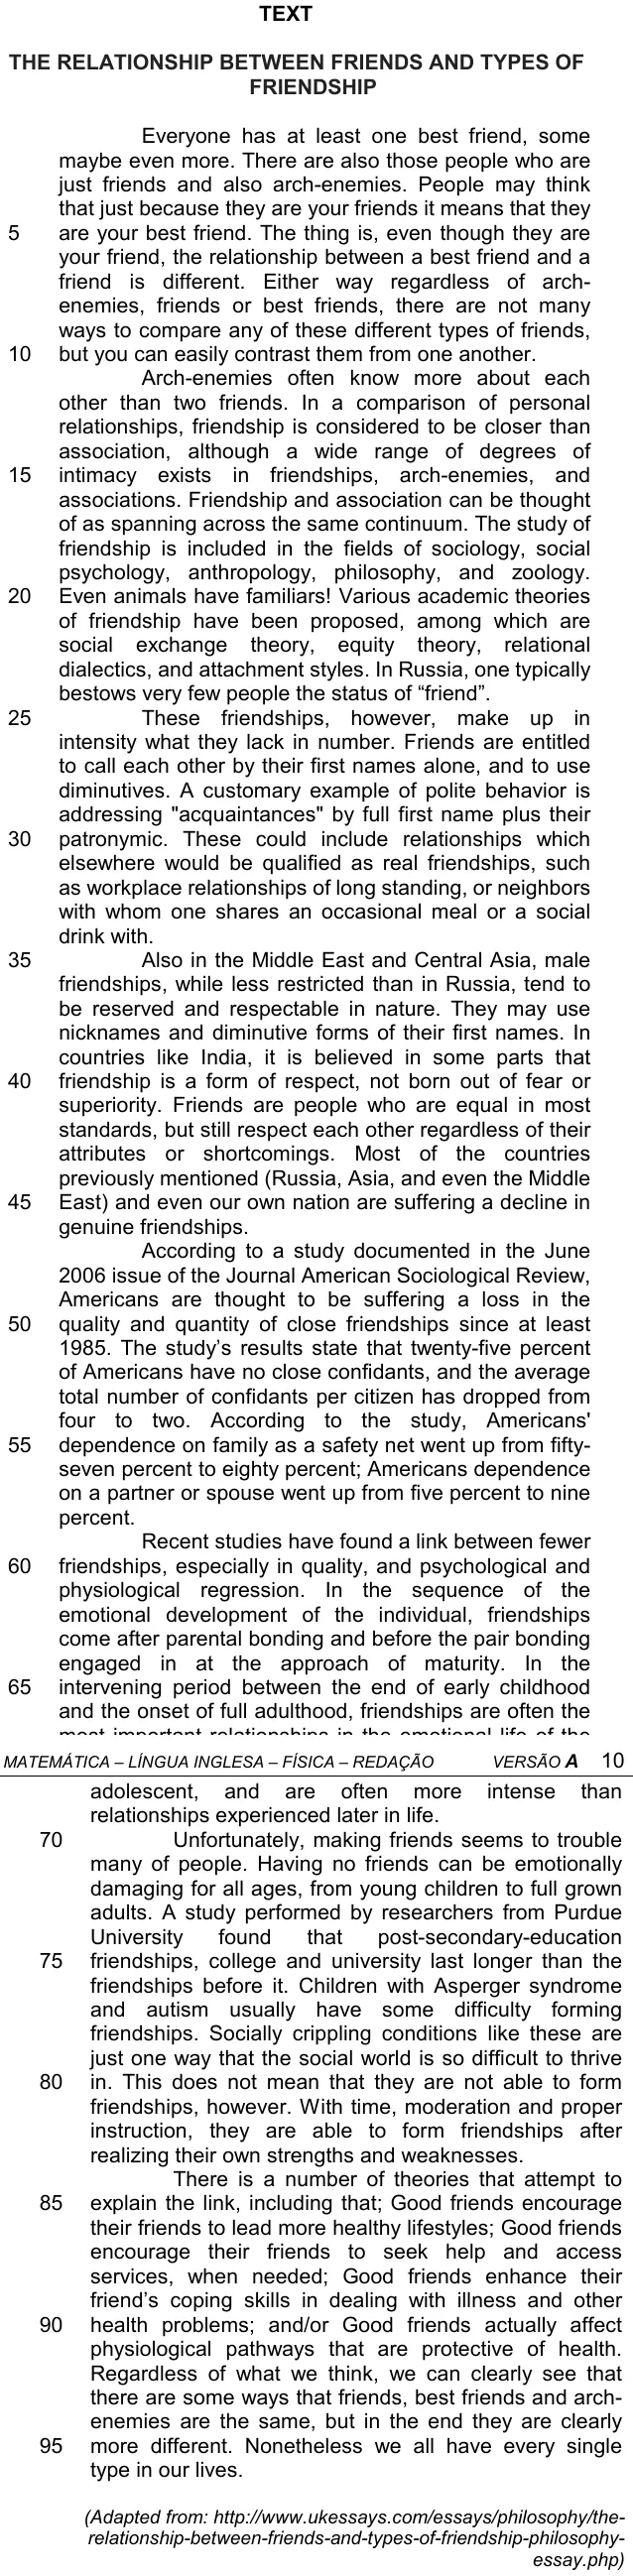 TEXT
THE RELATIONSHIP BETWEEN FRIENDS AND TYPES OF
FRIENDSHIP
Everyone has at least one best friend, some
maybe even more. There are also those people who are
just friends and also arch-enemies. People may think
that just because they are your friends it means that they
5 are your best friend. The thing is, even though they are
your friend, the relationship between a best friend and a
friend is different. Either way regardless of arch-
enemies, friends or best friends, there are not many
ways to compare any of these different types of friends,
10 but you can easily contrast them from one another.
Arch-enemies often know more about each
other than two friends. In a comparison of personal
relationships, friendship is considered to be closer than
association, although a wide range of degrees of
15 intimacy exists in friendships, arch-enemies, and
associations. Friendship and association can be thought
of as spanning across the same continuum. The study of
friendship is included in the fields of sociology, social
psychology, anthropology, philosophy, and zoology.
20 Even animals have familiars! Various academic theories
of friendship have been proposed, among which are
social exchange theory, equity theory, relational
dialectics, and attachment styles. In Russia, one typically
bestows very few people the status of “friend”.
25 These friendships, however, make up in
intensity what they lack in number. Friends are entitled
to call each other by their first names alone, and to use
diminutives. A customary example of polite behavior is
addressing "acquaintances" by full first name plus their
30 patronymic. These could include relationships which
elsewhere would be qualified as real friendships, such
as workplace relationships of long standing, or neighbors
with whom one shares an occasional meal or a social
drink with.
35 Also in the Middle East and Central Asia, male
friendships, while less restricted than in Russia, tend to
be reserved and respectable in nature. They may use
nicknames and diminutive forms of their first names. In
countries like India, it is believed in some parts that
40 friendship is a form of respect, not born out of fear or
superiority. Friends are people who are equal in most
standards, but still respect each other regardless of their
attributes or shortcomings. Most of the countries
previously mentioned (Russia, Asia, and even the Middle
45 East) and even our own nation are suffering a decline in
genuine friendships.
According to a study documented in the June
2006 issue of the Journal American Sociological Review,
Americans are thought to be suffering a loss in the
50 quality and quantity of close friendships since at least
1985. The study’s results state that twenty-five percent
of Americans have no close confidants, and the average
total number of confidants per citizen has dropped from
four to two. According to the study, Americans'
55 dependence on family as a safety net went up from fifty-
seven percent to eighty percent; Americans dependence
on a partner or spouse went up from five percent to nine
percent.
Recent studies have found a link between fewer
60 friendships, especially in quality, and psychological and
physiological regression. In the sequence of the
emotional development of the individual, friendships
come after parental bonding and before the pair bonding
engaged in at the approach of maturity. In the
65 intervening period between the end of early childhood
and the onset of full adulthood, friendships are often the
most important relationships in the emotional life of the
MATEMÁTICA – LÍNGUA INGLESA – FÍSICA – REDAÇÃO VERSÃO A 10
adolescent, and are often more intense than
relationships experienced later in life.
70 Unfortunately, making friends seems to trouble
many of people. Having no friends can be emotionally
damaging for all ages, from young children to full grown
adults. A study performed by researchers from Purdue
University found that post-secondary-education
75 friendships, college and university last longer than the
friendships before it. Children with Asperger syndrome
and autism usually have some difficulty forming
friendships. Socially crippling conditions like these are
just one way that the social world is so difficult to thrive
80 in. This does not mean that they are not able to form
friendships, however. With time, moderation and proper
instruction, they are able to form friendships after
realizing their own strengths and weaknesses.
There is a number of theories that attempt to
85 explain the link, including that; Good friends encourage
their friends to lead more healthy lifestyles; Good friends
encourage their friends to seek help and access
services, when needed; Good friends enhance their
friend’s coping skills in dealing with illness and other
90 health problems; and/or Good friends actually affect
physiological pathways that are protective of health.
Regardless of what we think, we can clearly see that
there are some ways that friends, best friends and arch-
enemies are the same, but in the end they are clearly
95 more different. Nonetheless we all have every single
type in our lives.
(Adapted from: http://www.ukessays.com/essays/philosophy/the-
relationship-between-friends-and-types-of-friendship-philosophy-
essay.php)